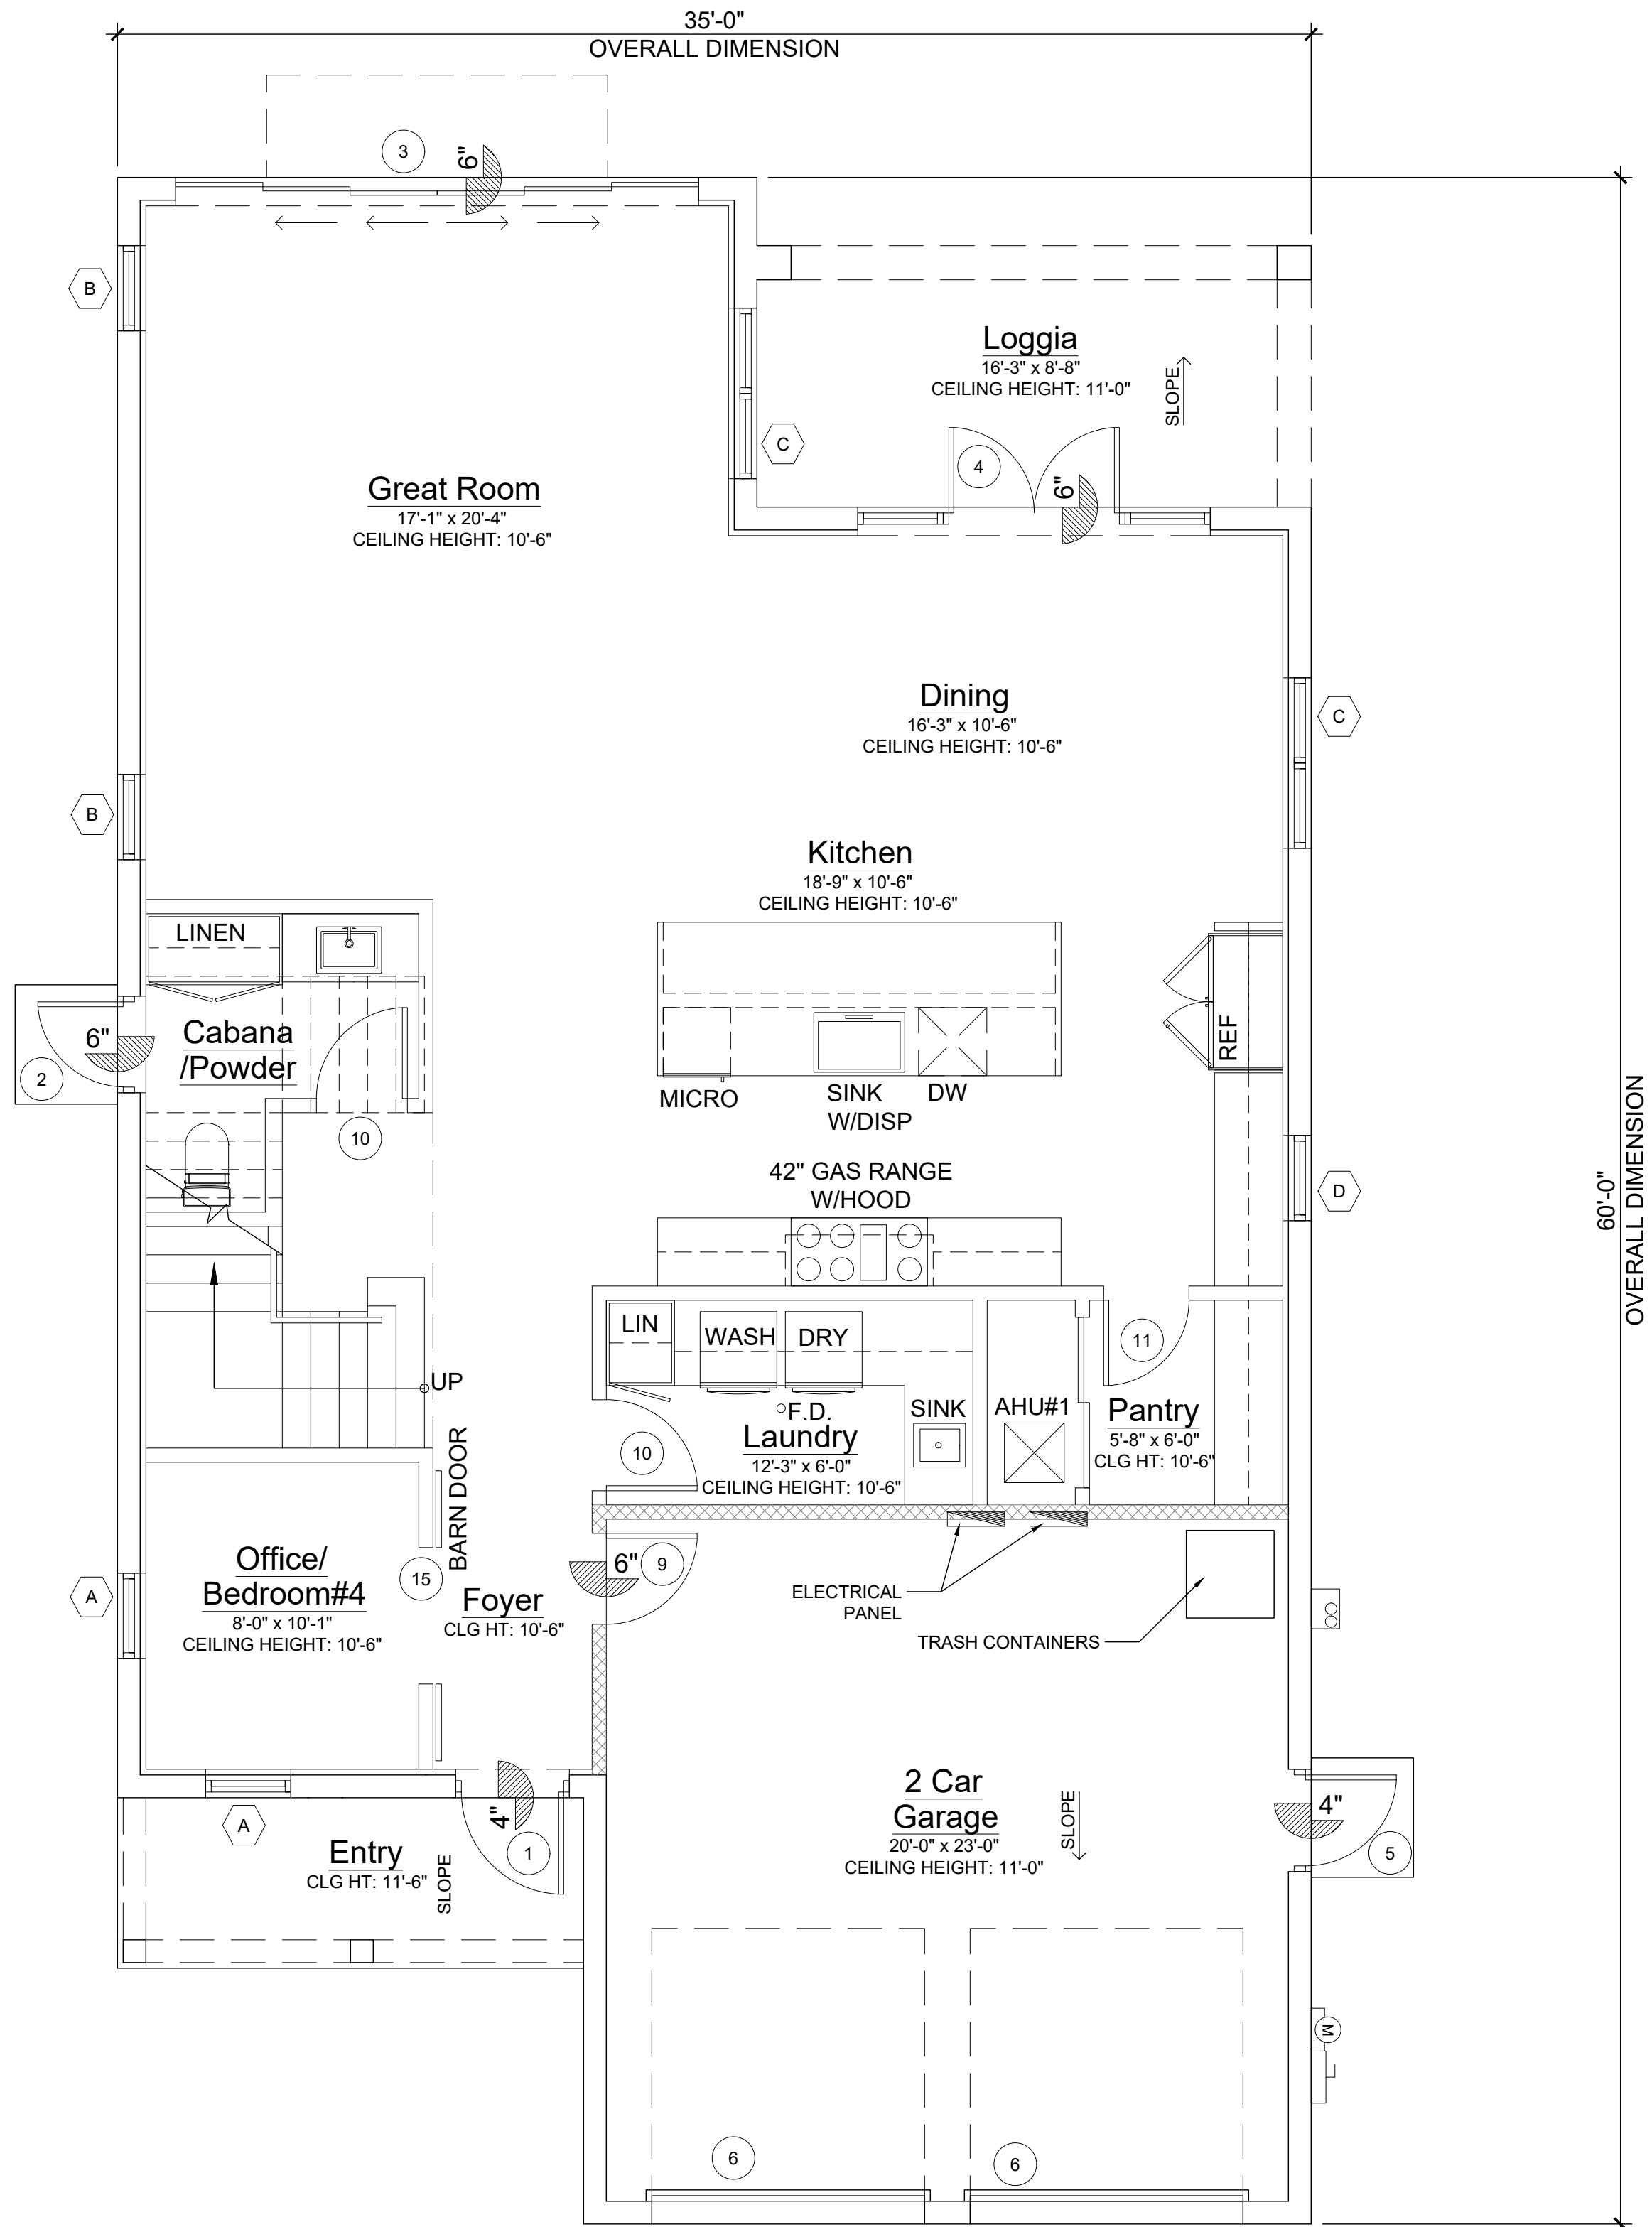 35'-0"
OVERALL DIMENSION
3
6"
B
Loggia
16'-3" x 8'-8"
CEILING HEIGHT: 11'-0"
SLOPE
C
4
6"
Great Room
17'-1" x 20'-4"
CEILING HEIGHT: 10'-6"
Dining
16'-3" x 10'-6"
CEILING HEIGHT: 10'-6"
C
B
Kitchen
18'-9" x 10'-6"
CEILING HEIGHT: 10'-6"
LINEN
Cabana
/Powder
6"
2
10
REF
MICRO
SINK
W/DISP
DW
42" GAS RANGE
W/HOOD
D
60'-0"
OVERALL DIMENSION
LIN
WASH
DRY
11
UP
F.D.
Laundry
12'-3" x 6'-0"
CEILING HEIGHT: 10'-6"
SINK
AHU#1
Pantry
5'-8" x 6'-0"
CLG HT: 10'-6"
10
BARN DOOR
Office/
Bedroom#4
8'-0" x 10'-1"
CEILING HEIGHT: 10'-6"
A
15
Foyer
CLG HT: 10'-6"
6"
9
ELECTRICAL
PANEL
TRASH CONTAINERS
2 Car
Garage
20'-0" x 23'-0"
CEILING HEIGHT: 11'-0"
SLOPE
4"
5
A
4"
1
Entry
CLG HT: 11'-6"
SLOPE
M
6
6